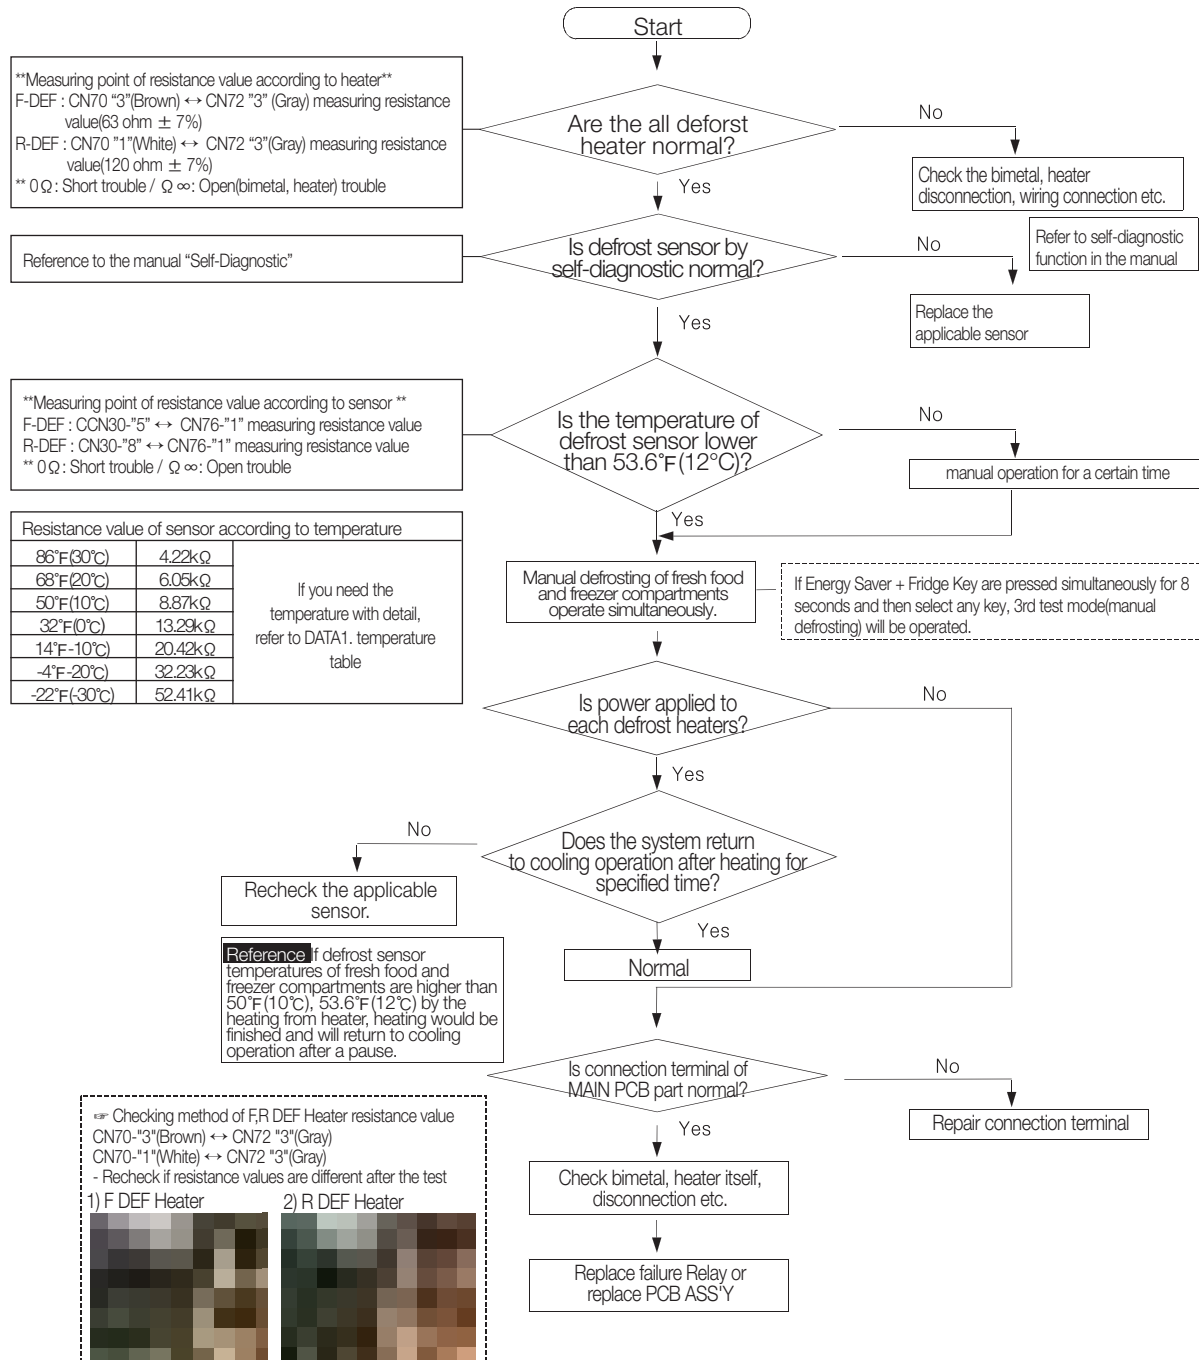 Start
**Measuring point of resistance value according to heater**
F-DEF : CN70 “3”(Brown) ↔ CN72 ”3” (Gray) measuring resistance
value(63 ohm ± 7%)
R-DEF : CN70 ”1”(White) ↔ CN72 “3”(Gray) measuring resistance
value(120 ohm ± 7%)
** 0Ω : Short trouble / Ω ∞: Open(bimetal, heater) trouble
Are the all deforst
heater normal?
No
Check the bimetal, heater
disconnection, wiring connection etc.
Yes
Reference to the manual “Self-Diagnostic”
Is defrost sensor by
self-diagnostic normal?
No
Refer to self-diagnostic
function in the manual
Replace the
applicable sensor
Yes
**Measuring point of resistance value according to sensor **
F-DEF : CCN30-”5” ↔ CN76-”1” measuring resistance value
R-DEF : CN30-”8” ↔ CN76-”1” measuring resistance value
** 0Ω : Short trouble / Ω ∞: Open trouble
Is the temperature of
defrost sensor lower
than 53.6°F(12°C)?
No
manual operation for a certain time
Yes
Resistance value of sensor according to temperature
86°F(30°C) 4.22kΩ
68°F(20°C) 6.05kΩ
50°F(10°C) 8.87kΩ
32°F(0°C) 13.29kΩ
14°F-10°C) 20.42kΩ
-4°F-20°C) 32.23kΩ
-22°F(-30°C) 52.41kΩ
If you need the
temperature with detail,
refer to DATA1. temperature
table
Manual defrosting of fresh food
and freezer compartments
operate simultaneously.
If Energy Saver + Fridge Key are pressed simultaneously for 8
seconds and then select any key, 3rd test mode(manual
defrosting) will be operated.
Is power applied to
each defrost heaters?
No
Yes
Does the system return
to cooling operation after heating for
specified time?
No
Recheck the applicable
sensor.
Yes
Normal
Reference If defrost sensor
temperatures of fresh food and
freezer compartments are higher than
50°F(10°C), 53.6°F(12°C) by the
heating from heater, heating would be
finished and will return to cooling
operation after a pause.
Is connection terminal of
MAIN PCB part normal?
No
Repair connection terminal
Yes
Check bimetal, heater itself,
disconnection etc.
Replace failure Relay or
replace PCB ASS'Y
☞ Checking method of F,R DEF Heater resistance value
CN70-"3"(Brown) ↔ CN72 "3"(Gray)
CN70-"1"(White) ↔ CN72 "3"(Gray)
- Recheck if resistance values are different after the test
1) F DEF Heater 2) R DEF Heater